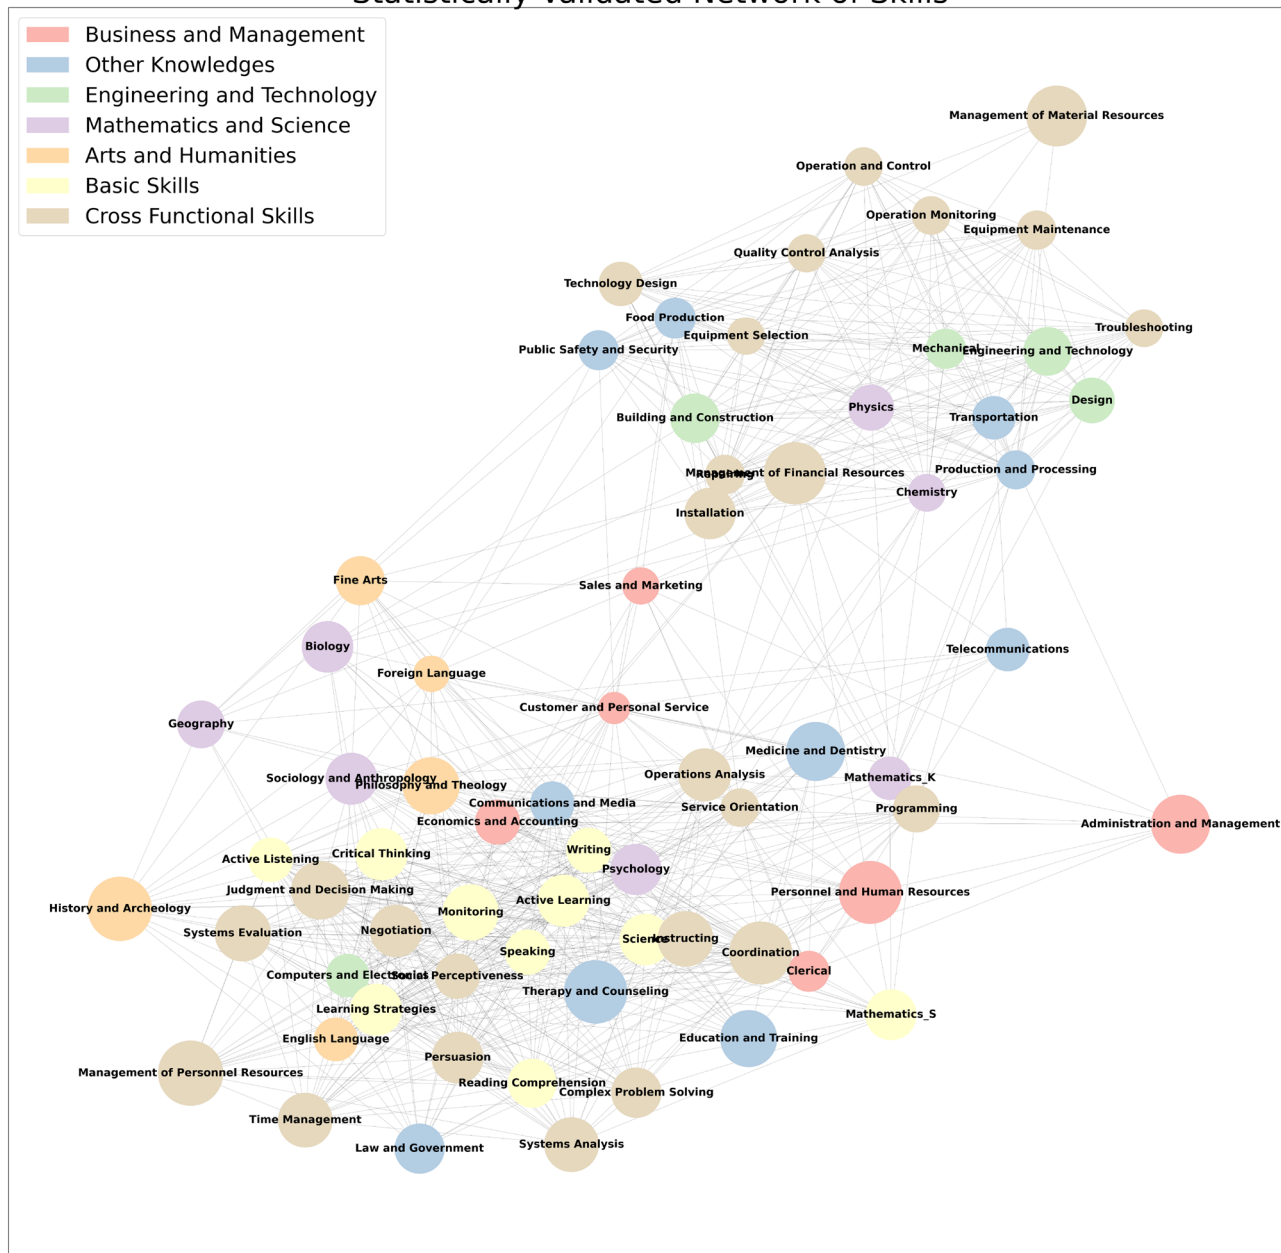 Statistically Validated Network of Skills
Business and Management
Other Knowledges
Engineering and Technology
Mathematics and Science
Arts and Humanities
Basic Skills
Cross Functional Skills
Management of Material Resources
Operation and Control
Operation Monitoring
Equipment Maintenance
Quality Control Analysis
Technology Design
Food Production
Troubleshooting
Equipment Selection
Public Safety and Security
Mechanical
Engineering and Technology
Design
Physics
Building and Construction
Transportation
Production and Processing
Management of Financial Resources
Repairing
Chemistry
Installation
Fine Arts
Sales and Marketing
Biology
Telecommunications
Foreign Language
Customer and Personal Service
Geography
Medicine and Dentistry
Operations Analysis
Sociology and Anthropology
Mathematics_K
Philosophy and Theology
Communications and Media
Service Orientation
Programming
Economics and Accounting
Administration and Management
Writing
Critical Thinking
Active Listening
Psychology
Judgment and Decision Making
Personnel and Human Resources
Active Learning
History and Archeology
Monitoring
Negotiation
Systems Evaluation
Science
Instructing
Speaking
Coordination
Clerical
Computers and Electronics
Social Perceptiveness
Therapy and Counseling
Learning Strategies
Mathematics_S
English Language
Education and Training
Persuasion
Management of Personnel Resources
Reading Comprehension
Complex Problem Solving
Time Management
Systems Analysis
Law and Government